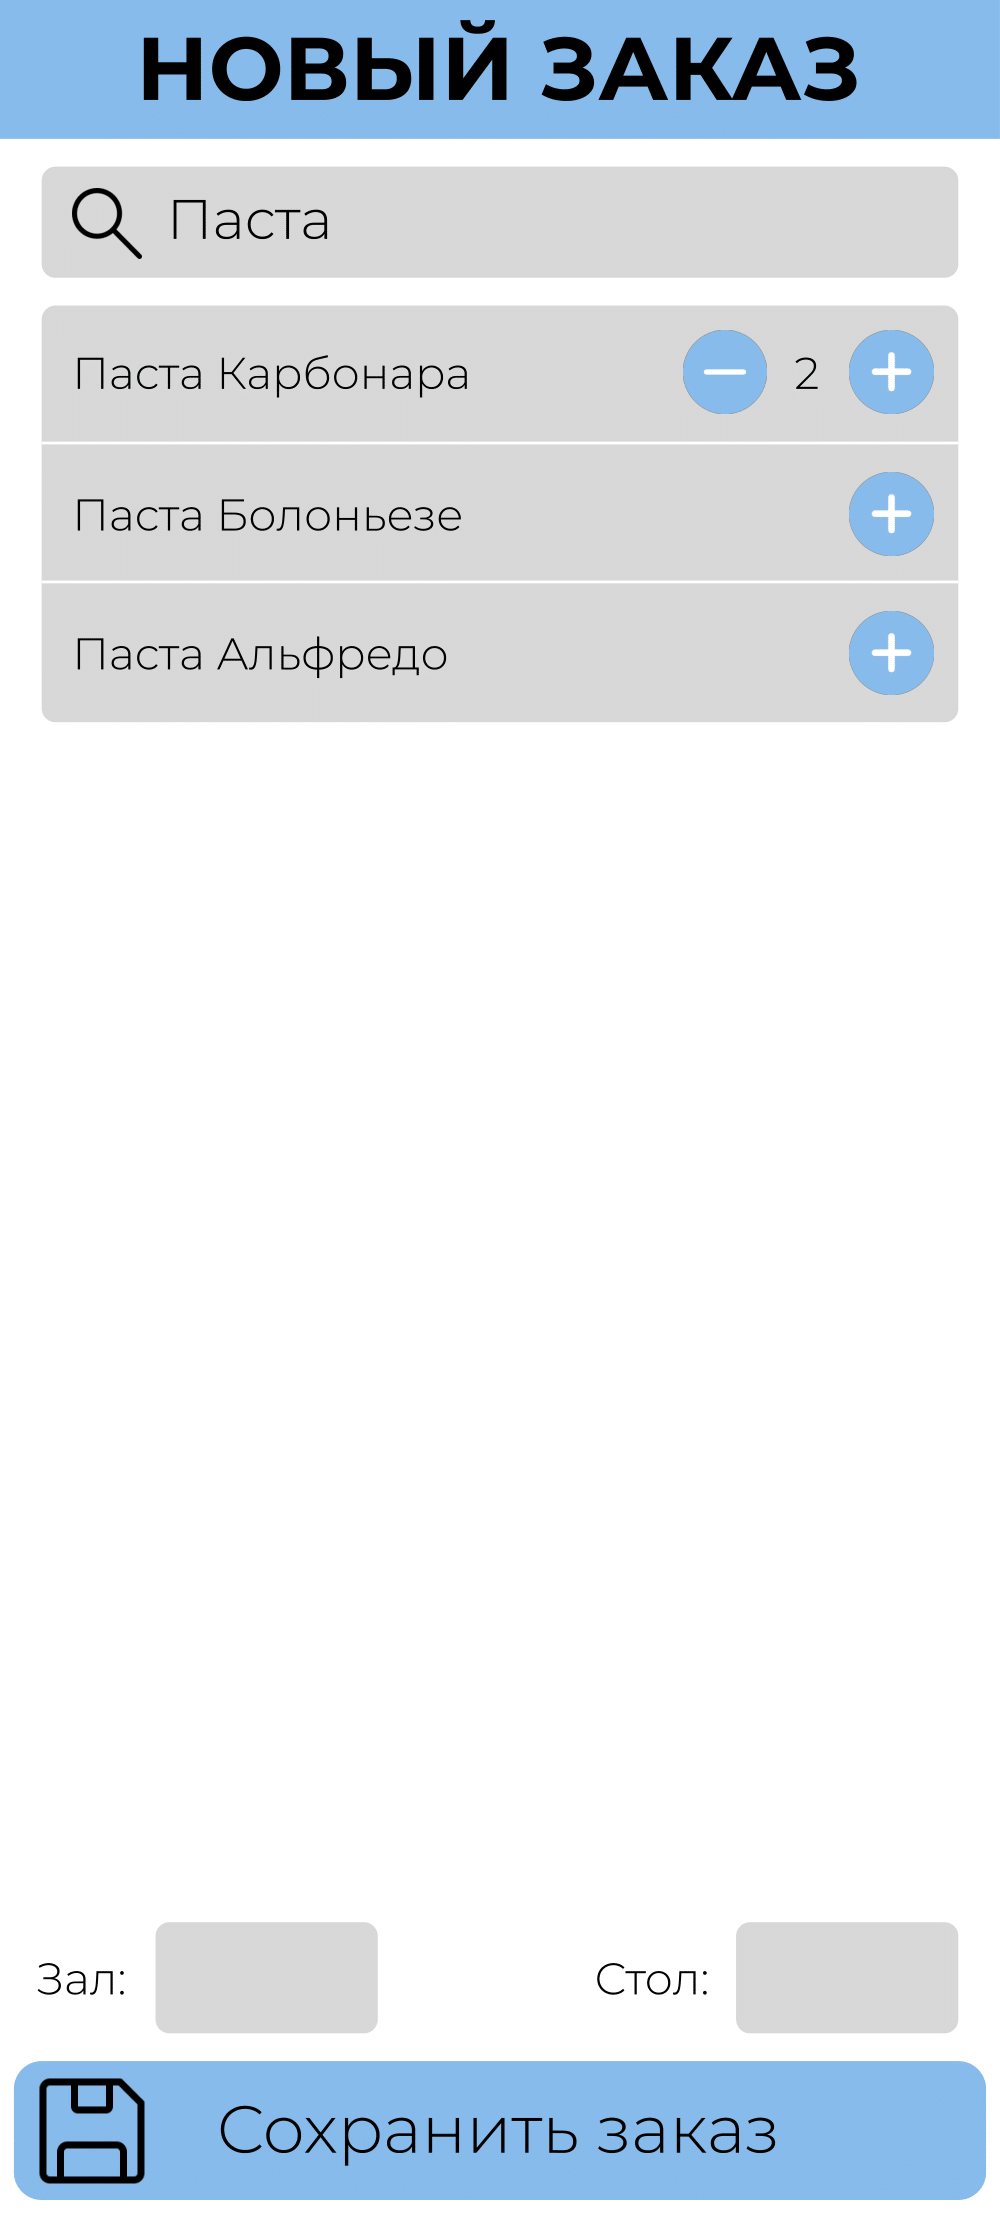 НОВЫЙ ЗАКАЗ
Паста
Паста Карбонара 2
Паста Болоньезе
Паста Альфредо
Зал: Стол:
Сохранить заказ